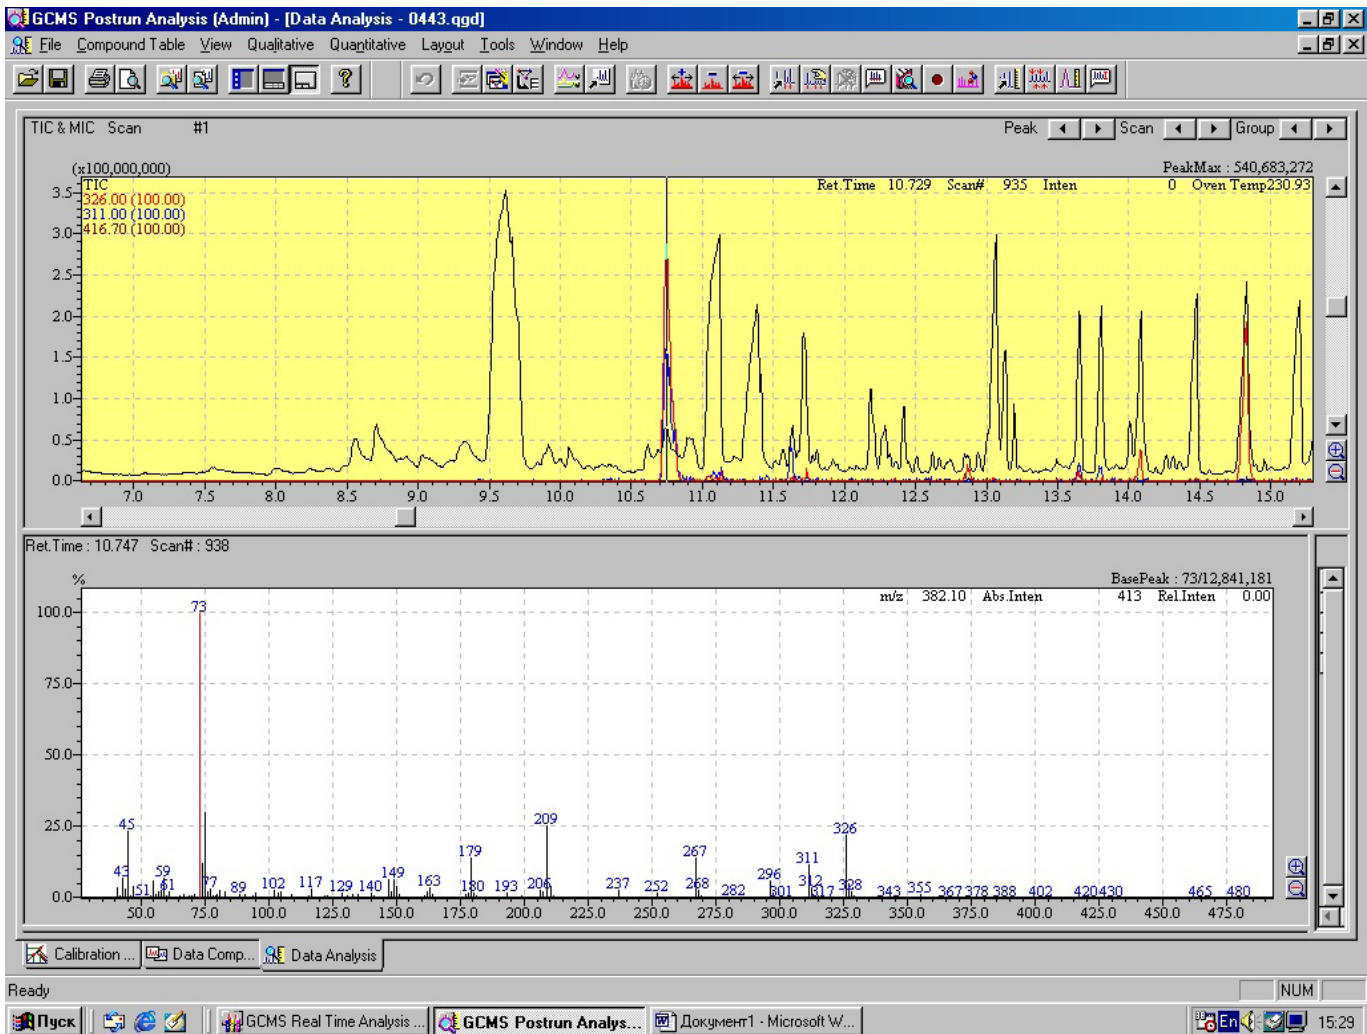 GCMS Postrun Analysis (Admin) - [Data Analysis - 0443.qgd]
File Compound Table View Qualitative Quantitative Layout Tools Window Help
TIC & MIC Scan #1 Peak Scan Group
(x100,000,000) PeakMax : 540,683,272
TIC Ret.Time 10.729 Scan# 935 Inten 0 Oven Temp230.93
326.00 (100.00)
311.00 (100.00)
416.70 (100.00)
3.5
3.0
2.5
2.0
1.5
1.0
0.5
0.0
7.0 7.5 8.0 8.5 9.0 9.5 10.0 10.5 11.0 11.5 12.0 12.5 13.0 13.5 14.0 14.5 15.0
Ret.Time : 10.747 Scan# : 938
% BasePeak : 73/12,841,181
m/z 382.10 Abs.Inten 413 Rel.Inten 0.00
100.0
75.0
50.0
25.0
0.0
73
45 209 326
179 267 311
43 59 149 163 296 312
51 61 77 89 102 117 129 140 180 193 206 237 252 268 282 301 317 328 343 355 367 378 388 402 420 430 465 480
50.0 75.0 100.0 125.0 150.0 175.0 200.0 225.0 250.0 275.0 300.0 325.0 350.0 375.0 400.0 425.0 450.0 475.0
Calibration ... Data Comp... Data Analysis
Ready NUM
Пуск GCMS Real Time Analysis ... GCMS Postrun Analys... Документ1 - Microsoft W... En 15:29